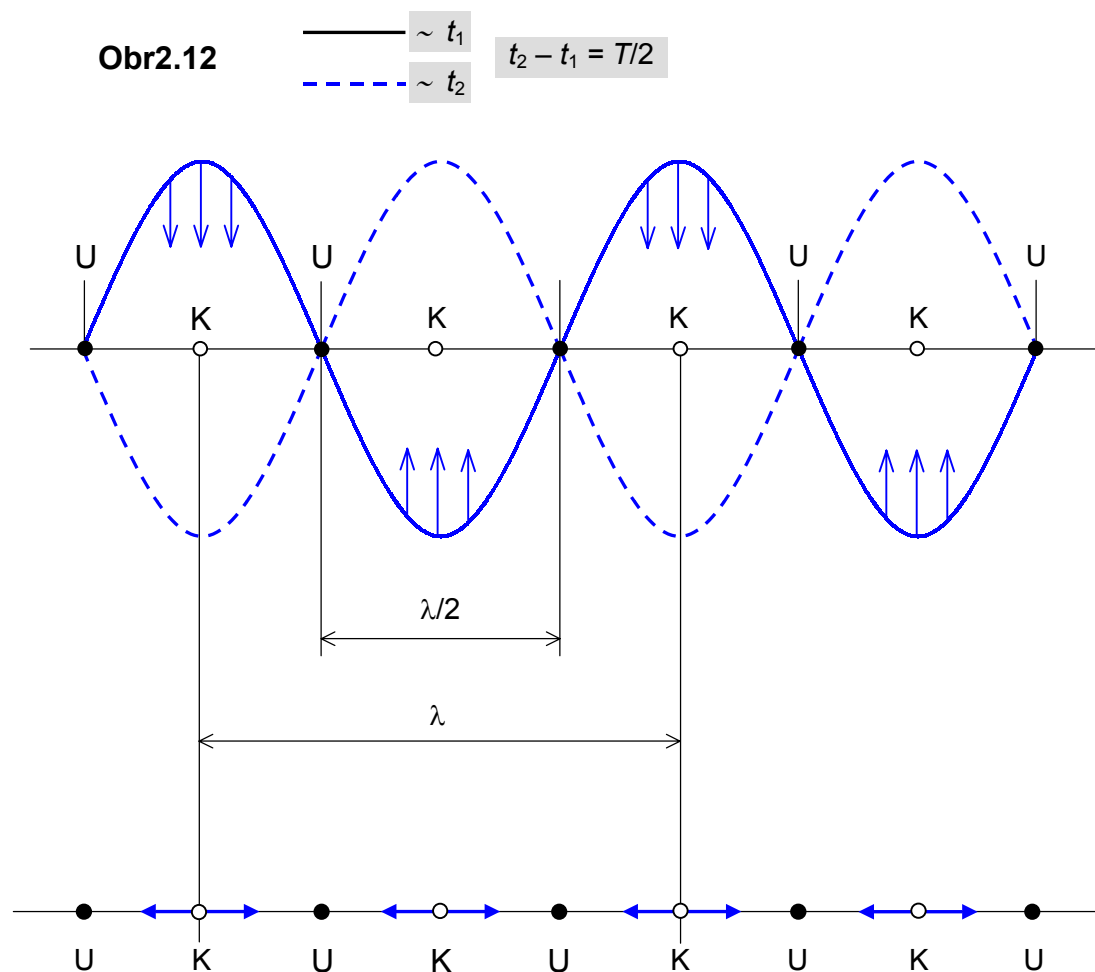 Obr2.12
~ t₁
~ t₂
t₂ – t₁ = T/2
U U U U
K K K K
λ/2
λ
U K U K U K U K U